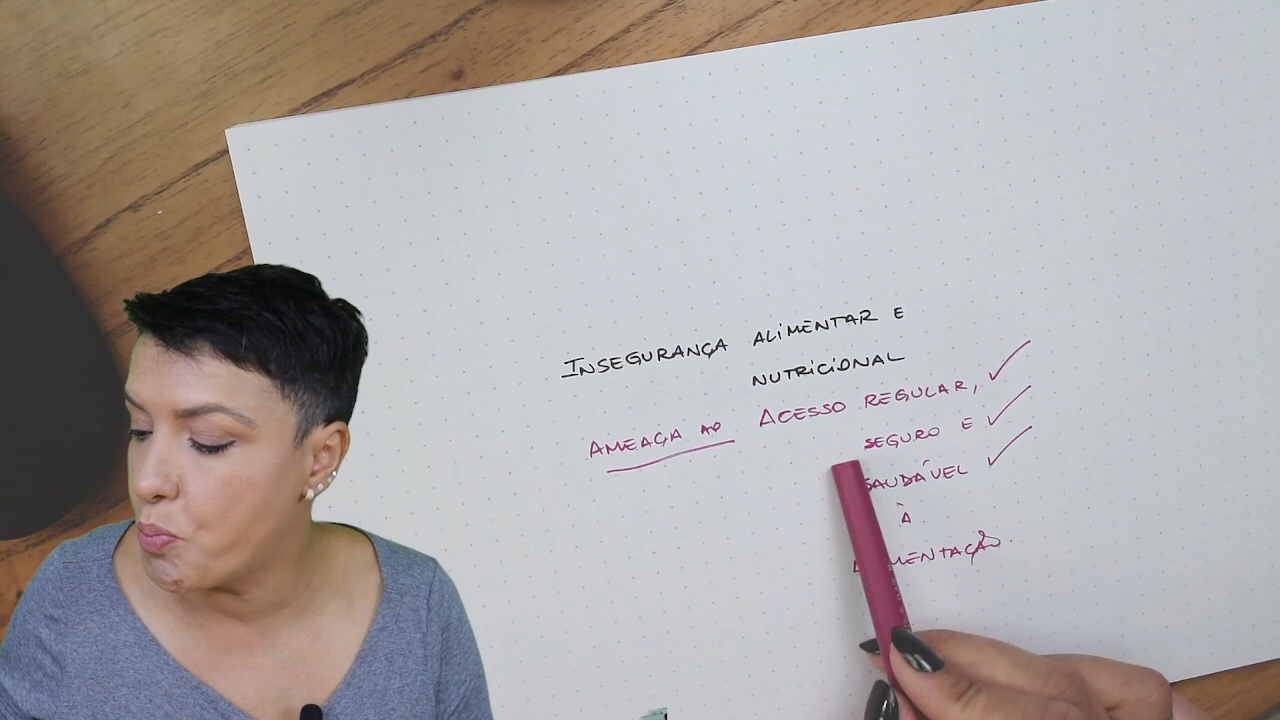 INSEGURANÇA ALIMENTAR E
NUTRICIONAL
AMEAÇA AO ACESSO REGULAR,
SEGURO E
SAUDÁVEL
À